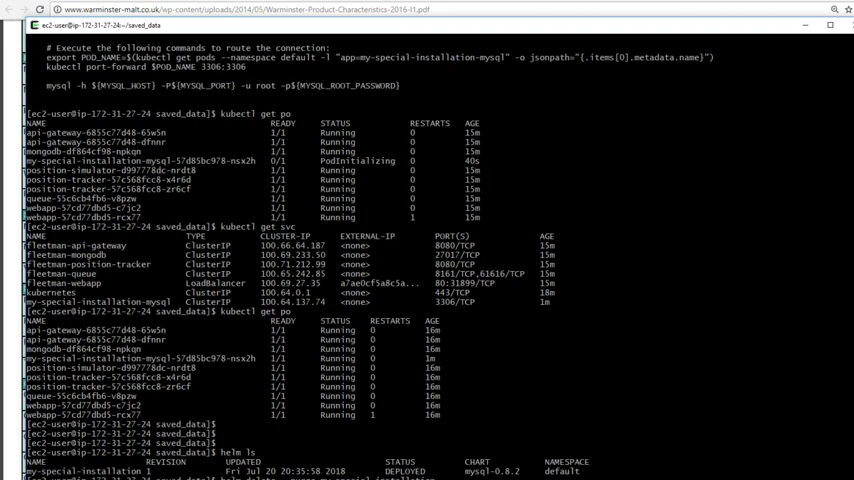 www.warminster-malt.co.uk/wp-content/uploads/2014/05/Warminster-Product-Characteristics-2016-I1.pdf
ec2-user@ip-172-31-27-24:~/saved_data
# Execute the following commands to route the connection:
export POD_NAME=$(kubectl get pods --namespace default -l "app=my-special-installation-mysql" -o jsonpath="{.items[0].metadata.name}")
kubectl port-forward $POD_NAME 3306:3306
mysql -h ${MYSQL_HOST} -P${MYSQL_PORT} -u root -p${MYSQL_ROOT_PASSWORD}
[ec2-user@ip-172-31-27-24 saved_data]$ kubectl get po
NAME READY STATUS RESTARTS AGE
api-gateway-6855c77d48-65w5n 1/1 Running 0 15m
api-gateway-6855c77d48-dfnnr 1/1 Running 0 15m
mongodb-df864cf98-npkqn 1/1 Running 0 15m
my-special-installation-mysql-57d85bc978-nsx2h 0/1 PodInitializing 0 40s
position-simulator-d997778dc-nrdt8 1/1 Running 0 15m
position-tracker-57c568fcc8-x4r6d 1/1 Running 0 15m
position-tracker-57c568fcc8-zr6cf 1/1 Running 0 15m
queue-55c6cb4fb6-v8pzw 1/1 Running 0 15m
webapp-57cd77dbd5-c7jc2 1/1 Running 0 15m
webapp-57cd77dbd5-rcx77 1/1 Running 1 15m
[ec2-user@ip-172-31-27-24 saved_data]$ kubectl get svc
NAME TYPE CLUSTER-IP EXTERNAL-IP PORT(S) AGE
fleetman-api-gateway ClusterIP 100.66.64.187 <none> 8080/TCP 15m
fleetman-mongodb ClusterIP 100.69.233.50 <none> 27017/TCP 15m
fleetman-position-tracker ClusterIP 100.71.212.99 <none> 8080/TCP 15m
fleetman-queue ClusterIP 100.65.242.85 <none> 8161/TCP,61616/TCP 15m
fleetman-webapp LoadBalancer 100.69.27.35 a7ae0cf5a8c5a... 80:31899/TCP 15m
kubernetes ClusterIP 100.64.0.1 <none> 443/TCP 18m
my-special-installation-mysql ClusterIP 100.64.137.74 <none> 3306/TCP 1m
[ec2-user@ip-172-31-27-24 saved_data]$ kubectl get po
NAME READY STATUS RESTARTS AGE
api-gateway-6855c77d48-65w5n 1/1 Running 0 16m
api-gateway-6855c77d48-dfnnr 1/1 Running 0 16m
mongodb-df864cf98-npkqn 1/1 Running 0 16m
my-special-installation-mysql-57d85bc978-nsx2h 1/1 Running 0 1m
position-simulator-d997778dc-nrdt8 1/1 Running 0 16m
position-tracker-57c568fcc8-x4r6d 1/1 Running 0 16m
position-tracker-57c568fcc8-zr6cf 1/1 Running 0 16m
queue-55c6cb4fb6-v8pzw 1/1 Running 0 16m
webapp-57cd77dbd5-c7jc2 1/1 Running 0 16m
webapp-57cd77dbd5-rcx77 1/1 Running 1 16m
[ec2-user@ip-172-31-27-24 saved_data]$
[ec2-user@ip-172-31-27-24 saved_data]$
[ec2-user@ip-172-31-27-24 saved_data]$
[ec2-user@ip-172-31-27-24 saved_data]$ helm ls
NAME REVISION UPDATED STATUS CHART NAMESPACE
my-special-installation 1 Fri Jul 20 20:35:58 2018 DEPLOYED mysql-0.8.2 default
[ec2-user@ip-172-31-27-24 saved_data]$ helm delete --purge my-special-installation